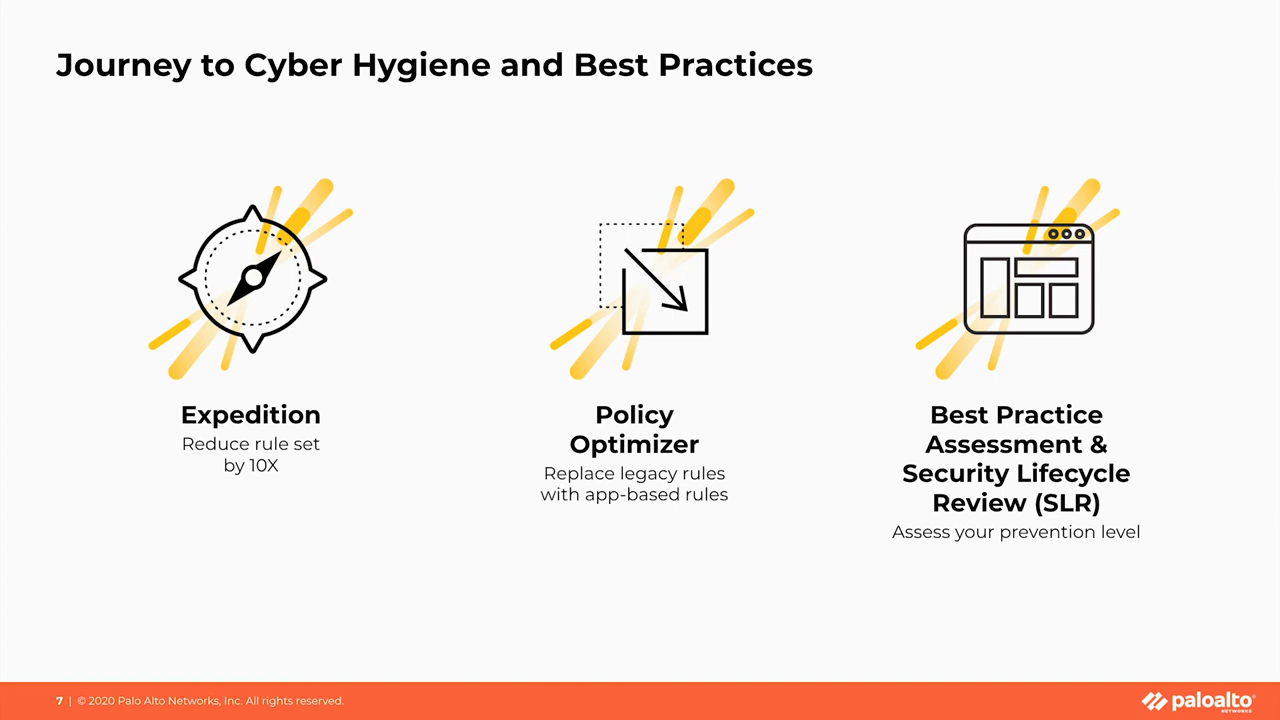 Journey to Cyber Hygiene and Best Practices
Expedition
Reduce rule set
by 10X
Policy
Optimizer
Replace legacy rules
with app-based rules
Best Practice
Assessment &
Security Lifecycle
Review (SLR)
Assess your prevention level
7 | © 2020 Palo Alto Networks, Inc. All rights reserved.
paloalto®
NETWORKS